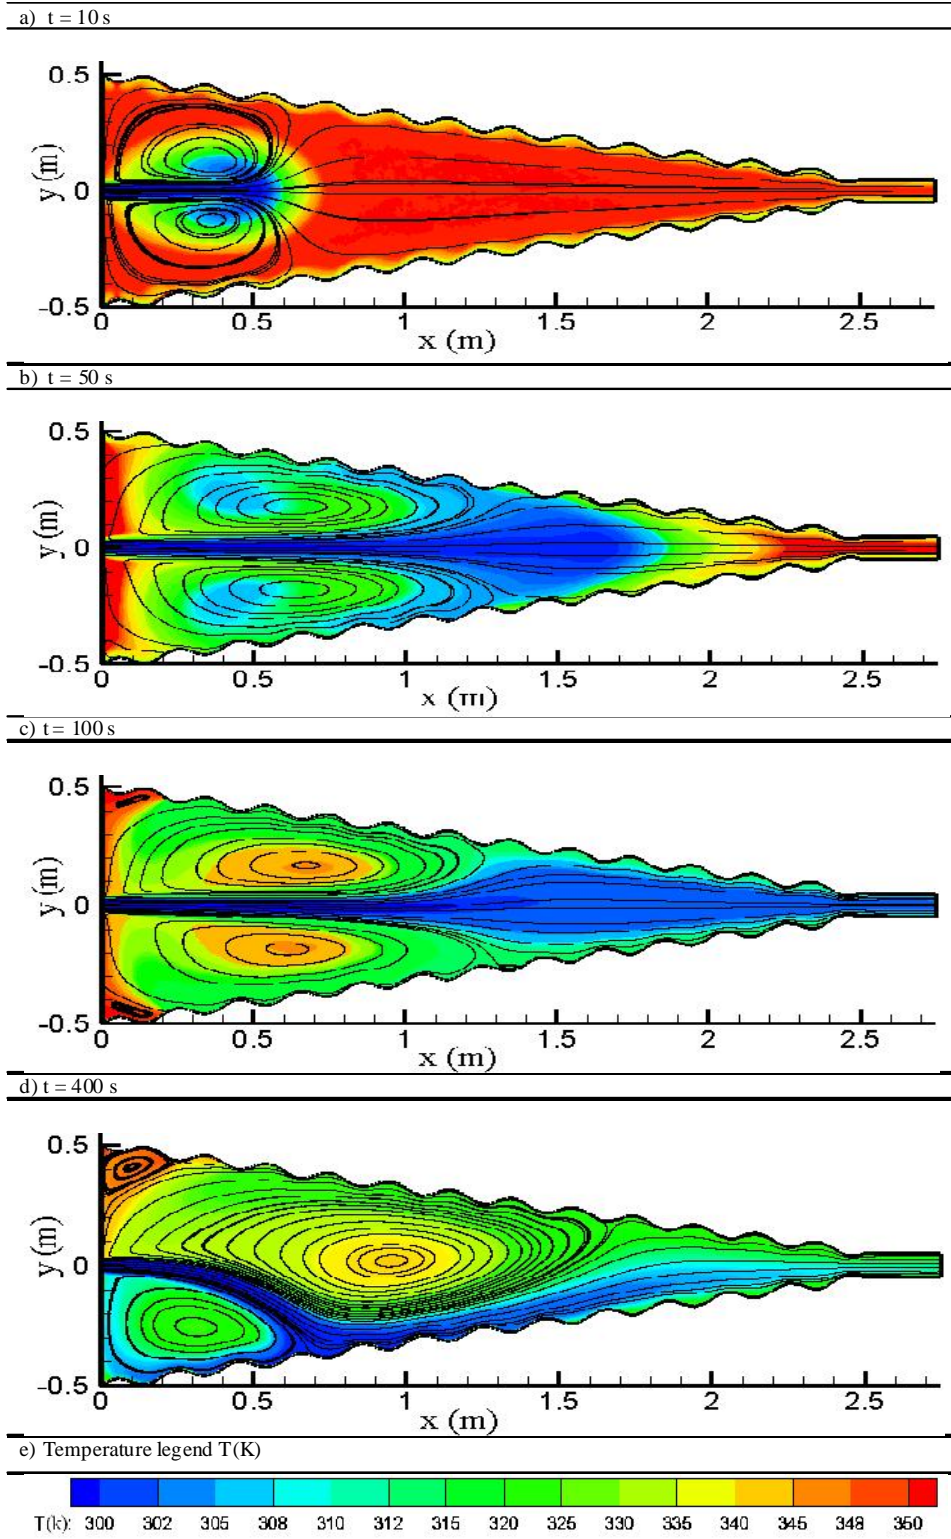 a) t = 10 s
0.5
y (m)
0
-0.5
0 0.5 1 1.5 2 2.5
x (m)
b) t = 50 s
0.5
y (m)
0
-0.5
0 0.5 1 1.5 2 2.5
x (m)
c) t = 100 s
0.5
y (m)
0
-0.5
0 0.5 1 1.5 2 2.5
x (m)
d) t = 400 s
0.5
y (m)
0
-0.5
0 0.5 1 1.5 2 2.5
x (m)
e) Temperature legend T(K)
T(k): 300 302 305 308 310 312 315 320 325 330 335 340 345 348 350